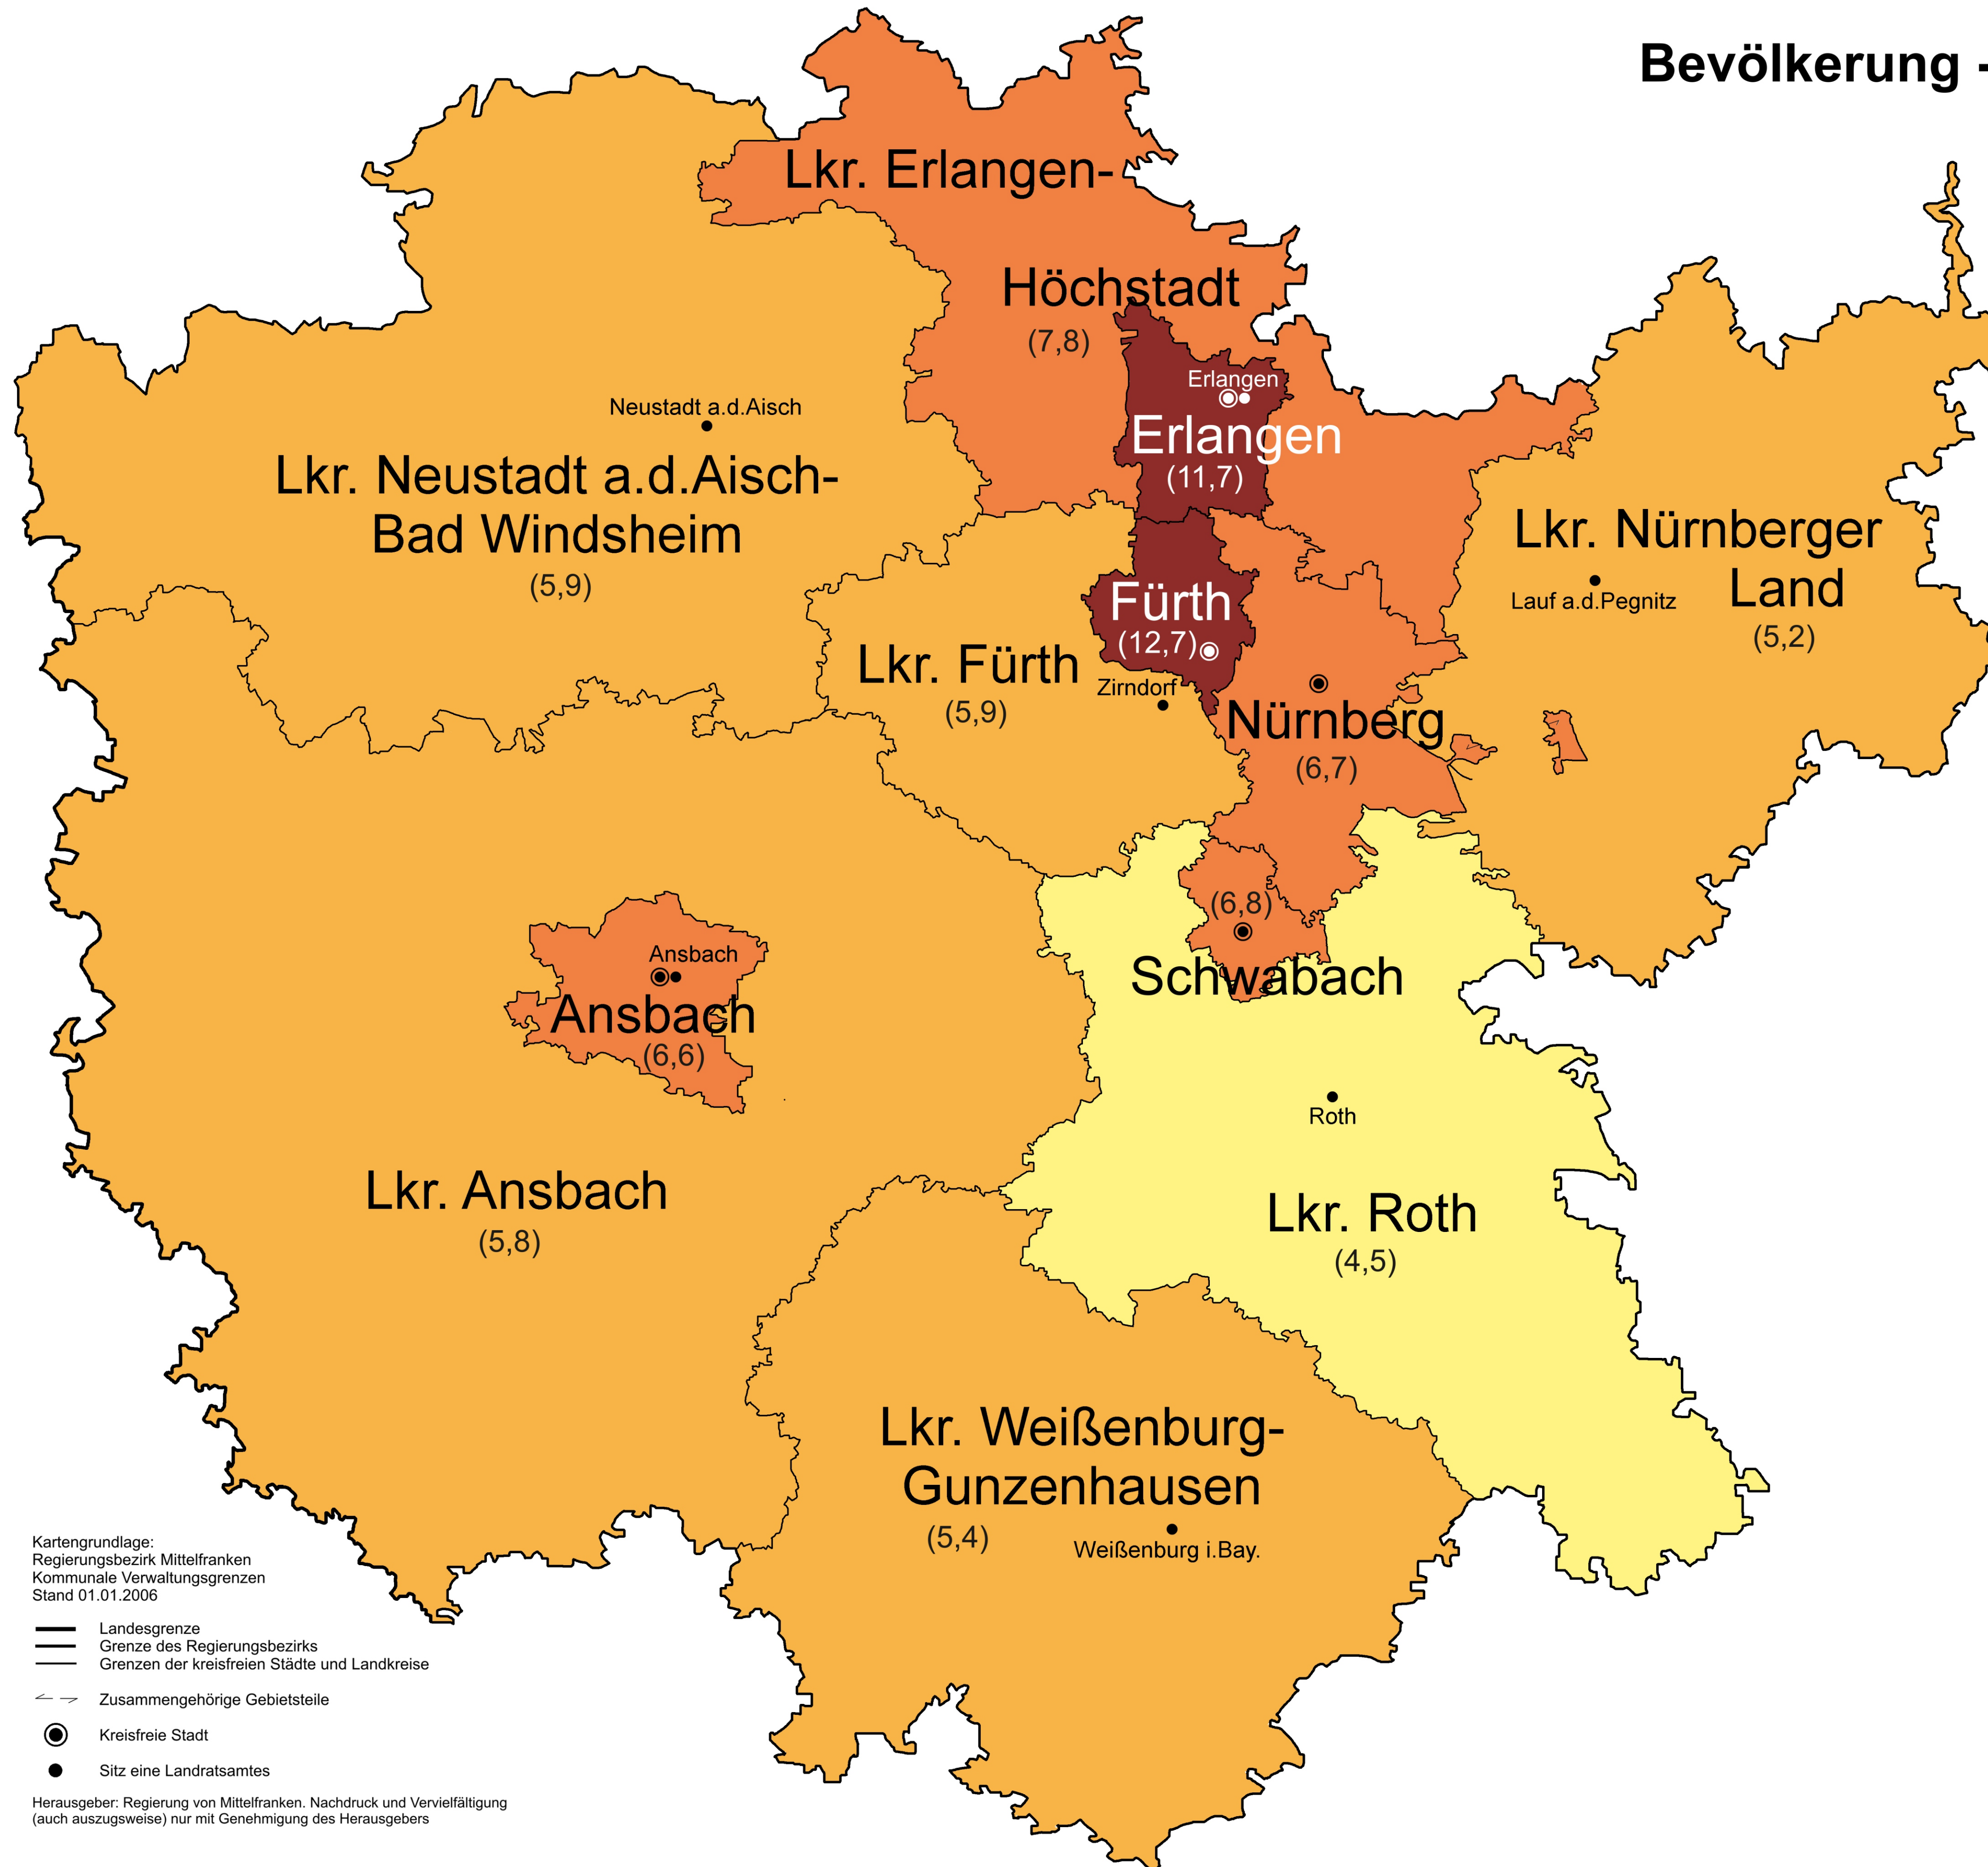 Bevölkerung -
Lkr. Erlangen-
Höchstadt
(7,8)
Erlangen
Erlangen
(11,7)
Neustadt a.d.Aisch
Lkr. Neustadt a.d.Aisch-
Bad Windsheim
(5,9)
Lkr. Nürnberger
Land
Lauf a.d.Pegnitz
(5,2)
Fürth
(12,7)
Lkr. Fürth
(5,9)
Zirndorf
Nürnberg
(6,7)
(6,8)
Schwabach
Ansbach
Ansbach
(6,6)
Roth
Lkr. Roth
(4,5)
Lkr. Ansbach
(5,8)
Lkr. Weißenburg-
Gunzenhausen
(5,4)
Weißenburg i.Bay.
Kartengrundlage:
Regierungsbezirk Mittelfranken
Kommunale Verwaltungsgrenzen
Stand 01.01.2006
Landesgrenze
Grenze des Regierungsbezirks
Grenzen der kreisfreien Städte und Landkreise
Zusammengehörige Gebietsteile
Kreisfreie Stadt
Sitz eine Landratsamtes
Herausgeber: Regierung von Mittelfranken. Nachdruck und Vervielfältigung
(auch auszugsweise) nur mit Genehmigung des Herausgebers